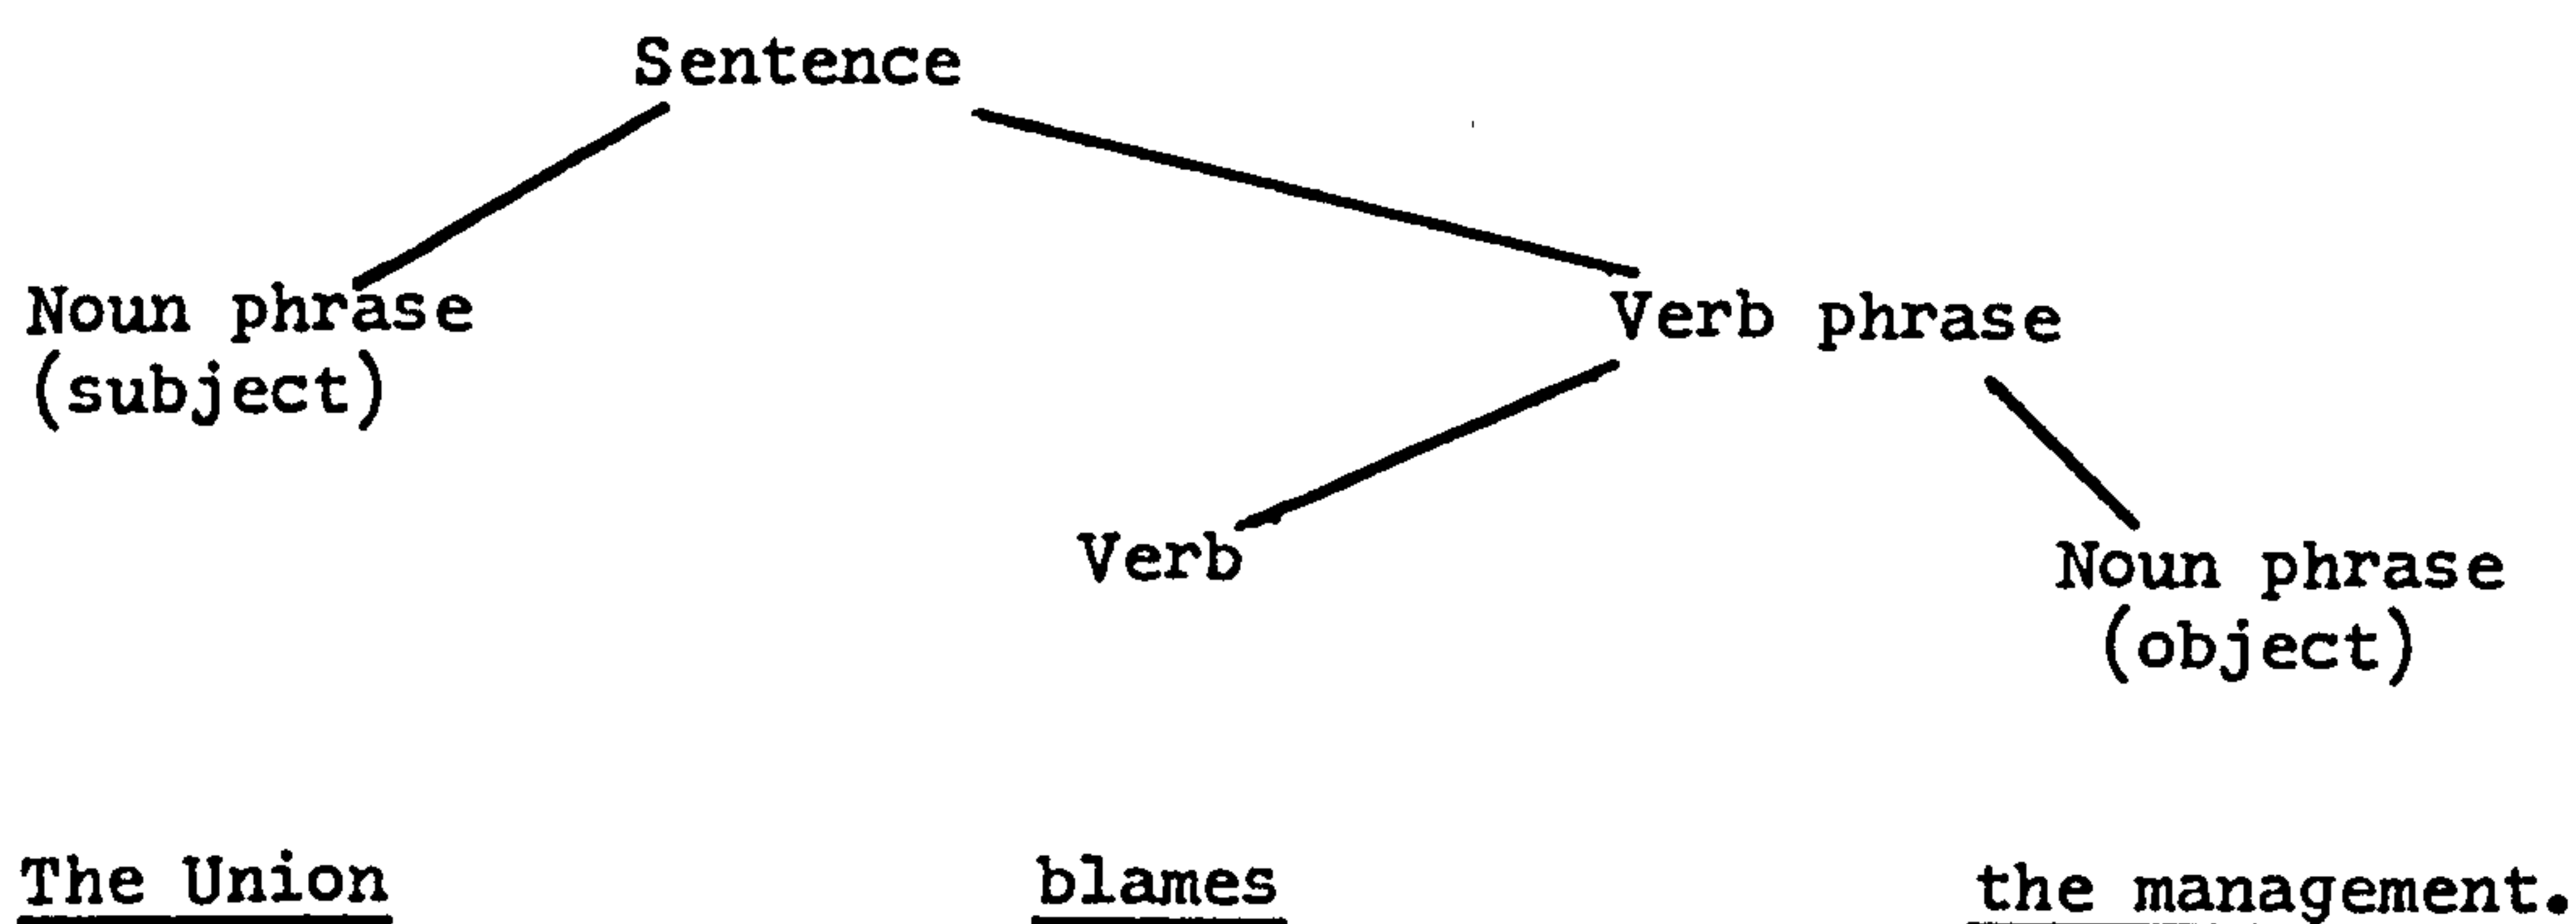 Sentence
Noun phrase
(subject)
Verb phrase
Verb
Noun phrase
(object)
The Union blames the management.